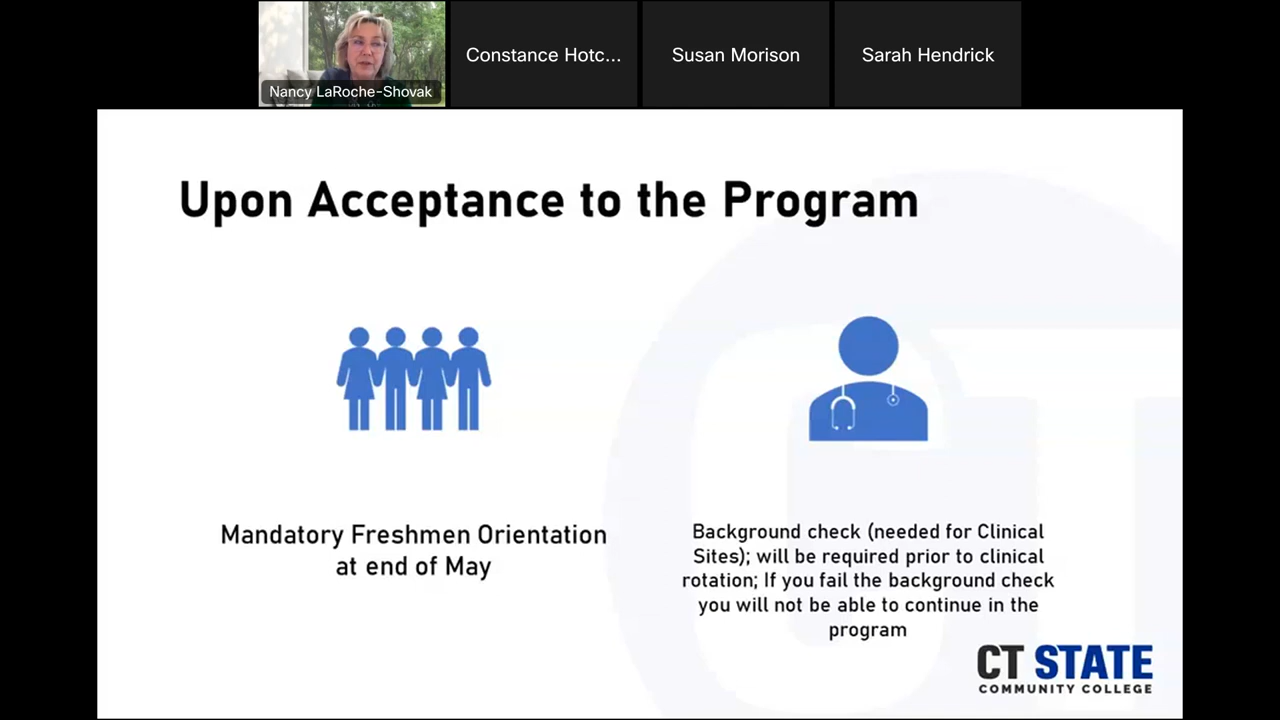 Nancy LaRoche-Shovak
Constance Hotc...
Susan Morison
Sarah Hendrick
Upon Acceptance to the Program
Mandatory Freshmen Orientation
at end of May
Background check (needed for Clinical
Sites); will be required prior to clinical
rotation; If you fail the background check
you will not be able to continue in the
program
CT STATE
COMMUNITY COLLEGE